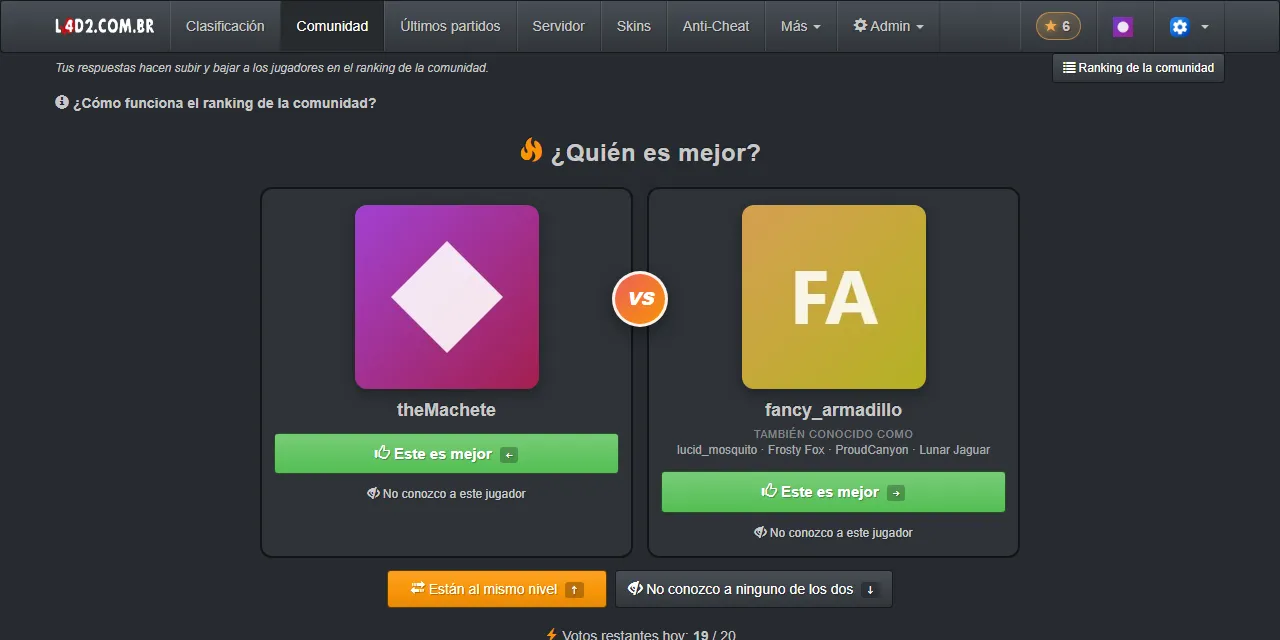 L4D2.COM.BR Clasificación Comunidad Últimos partidos Servidor Skins Anti-Cheat Más Admin 6
Tus respuestas hacen subir y bajar a los jugadores en el ranking de la comunidad.
Ranking de la comunidad
¿Cómo funciona el ranking de la comunidad?
¿Quién es mejor?
VS
FA
theMachete
Este es mejor ←
No conozco a este jugador
fancy_armadillo
TAMBIÉN CONOCIDO COMO
lucid_mosquito · Frosty Fox · ProudCanyon · Lunar Jaguar
Este es mejor →
No conozco a este jugador
Están al mismo nivel ↑
No conozco a ninguno de los dos ↓
Votos restantes hoy: 19 / 20